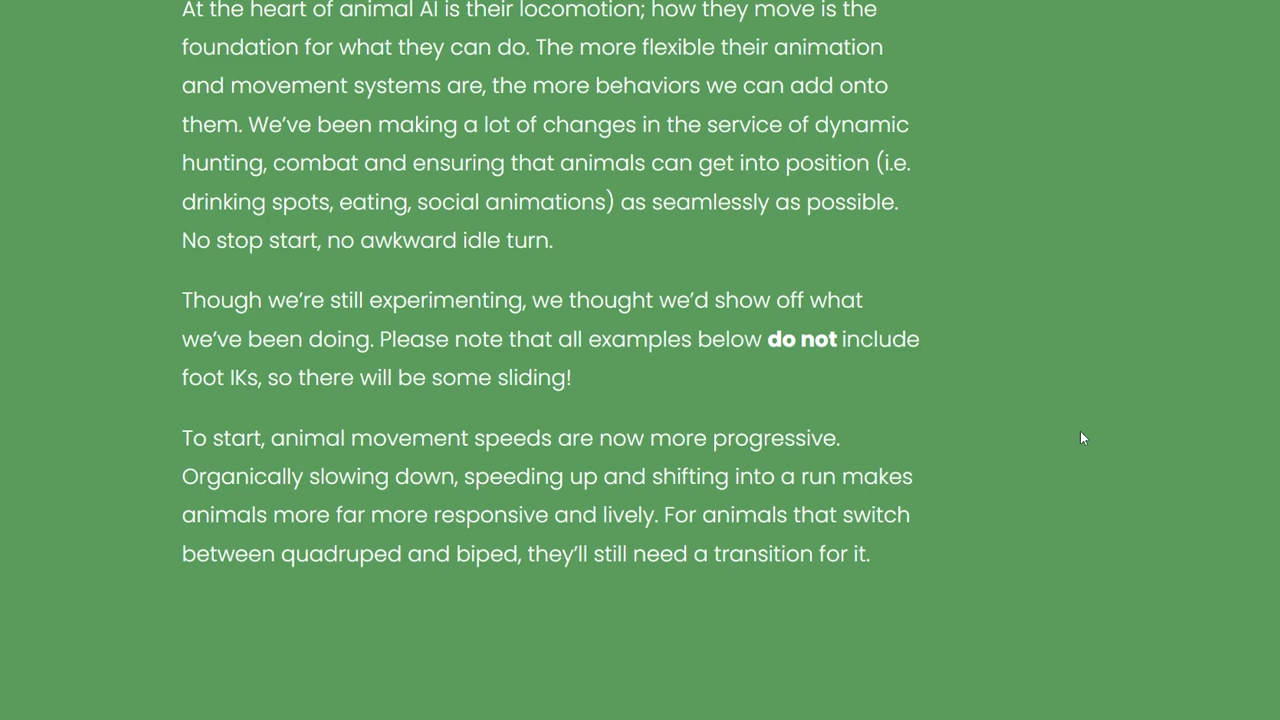 At the heart of animal AI is their locomotion; how they move is the
foundation for what they can do. The more flexible their animation
and movement systems are, the more behaviors we can add onto
them. We’ve been making a lot of changes in the service of dynamic
hunting, combat and ensuring that animals can get into position (i.e.
drinking spots, eating, social animations) as seamlessly as possible.
No stop start, no awkward idle turn.
Though we’re still experimenting, we thought we’d show off what
we’ve been doing. Please note that all examples below do not include
foot IKs, so there will be some sliding!
To start, animal movement speeds are now more progressive.
Organically slowing down, speeding up and shifting into a run makes
animals more far more responsive and lively. For animals that switch
between quadruped and biped, they’ll still need a transition for it.